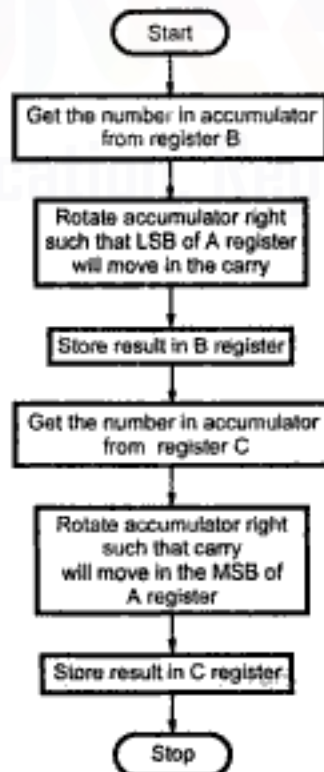 Start
Get the number in accumulator
from register B
Rotate accumulator right
such that LSB of A register
will move in the carry
Store result in B register
Get the number in accumulator
from register C
Rotate accumulator right
such that carry
will move in the MSB of
A register
Store result in C register
Stop